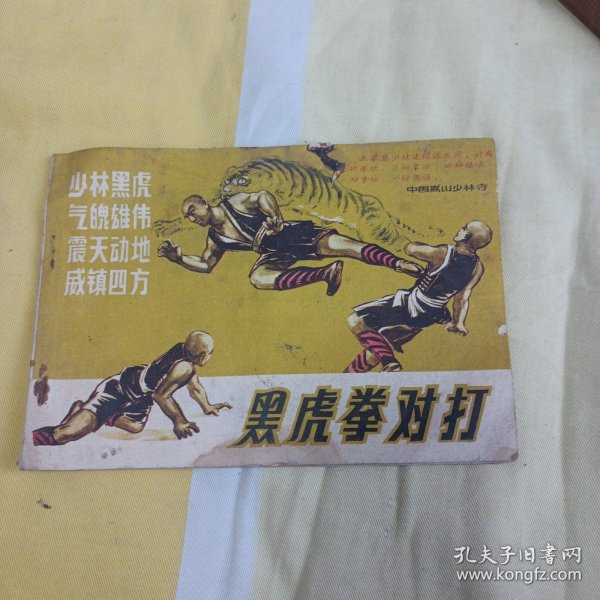 少林黑虎
气魄雄伟
震天动地
威镇四方
中国嵩山少林寺
黑虎拳对打
孔夫子旧书网
www.kongfz.com